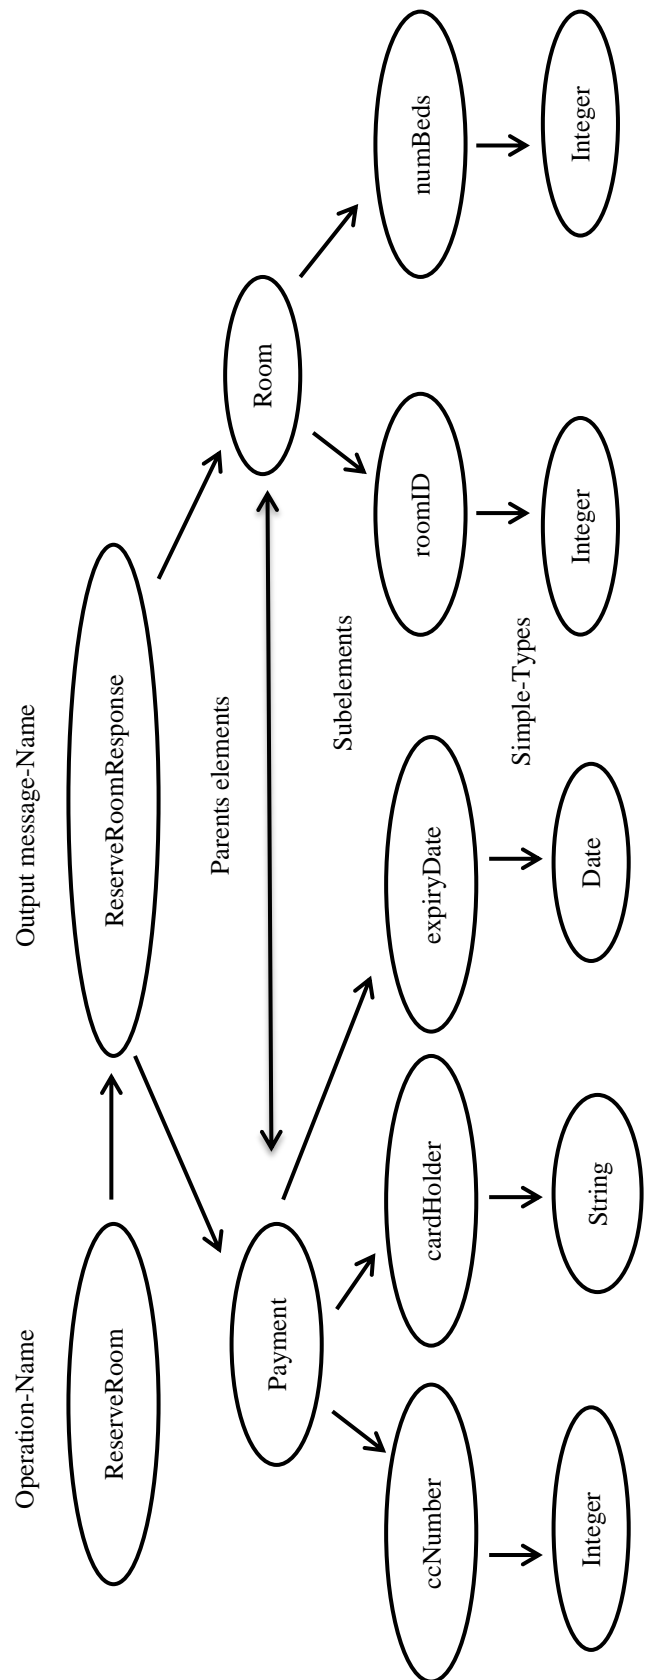 Operation-Name
Output message-Name
ReserveRoom
ReserveRoomResponse
Parents elements
Payment
Room
Subelements
ccNumber
cardHolder
expiryDate
roomID
numBeds
Simple-Types
Integer
String
Date
Integer
Integer